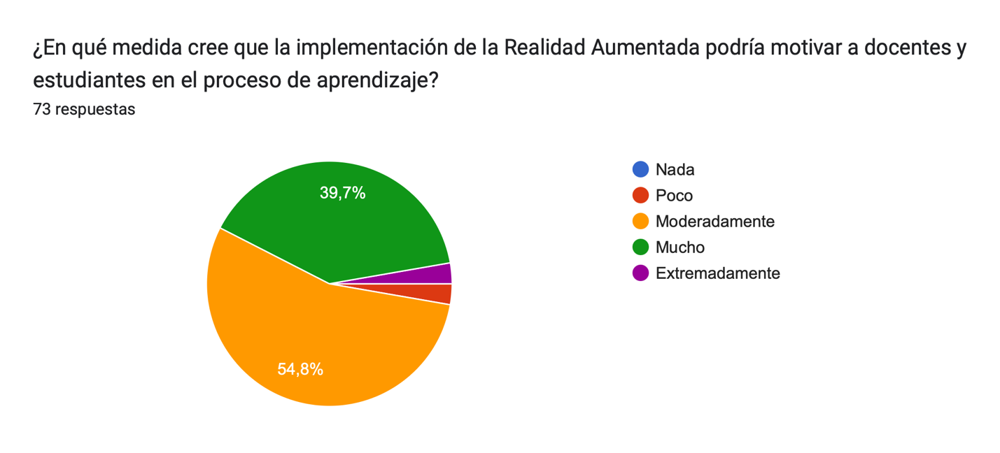 ¿En qué medida cree que la implementación de la Realidad Aumentada podría motivar a docentes y
estudiantes en el proceso de aprendizaje?
73 respuestas
39,7%
54,8%
Nada
Poco
Moderadamente
Mucho
Extremadamente